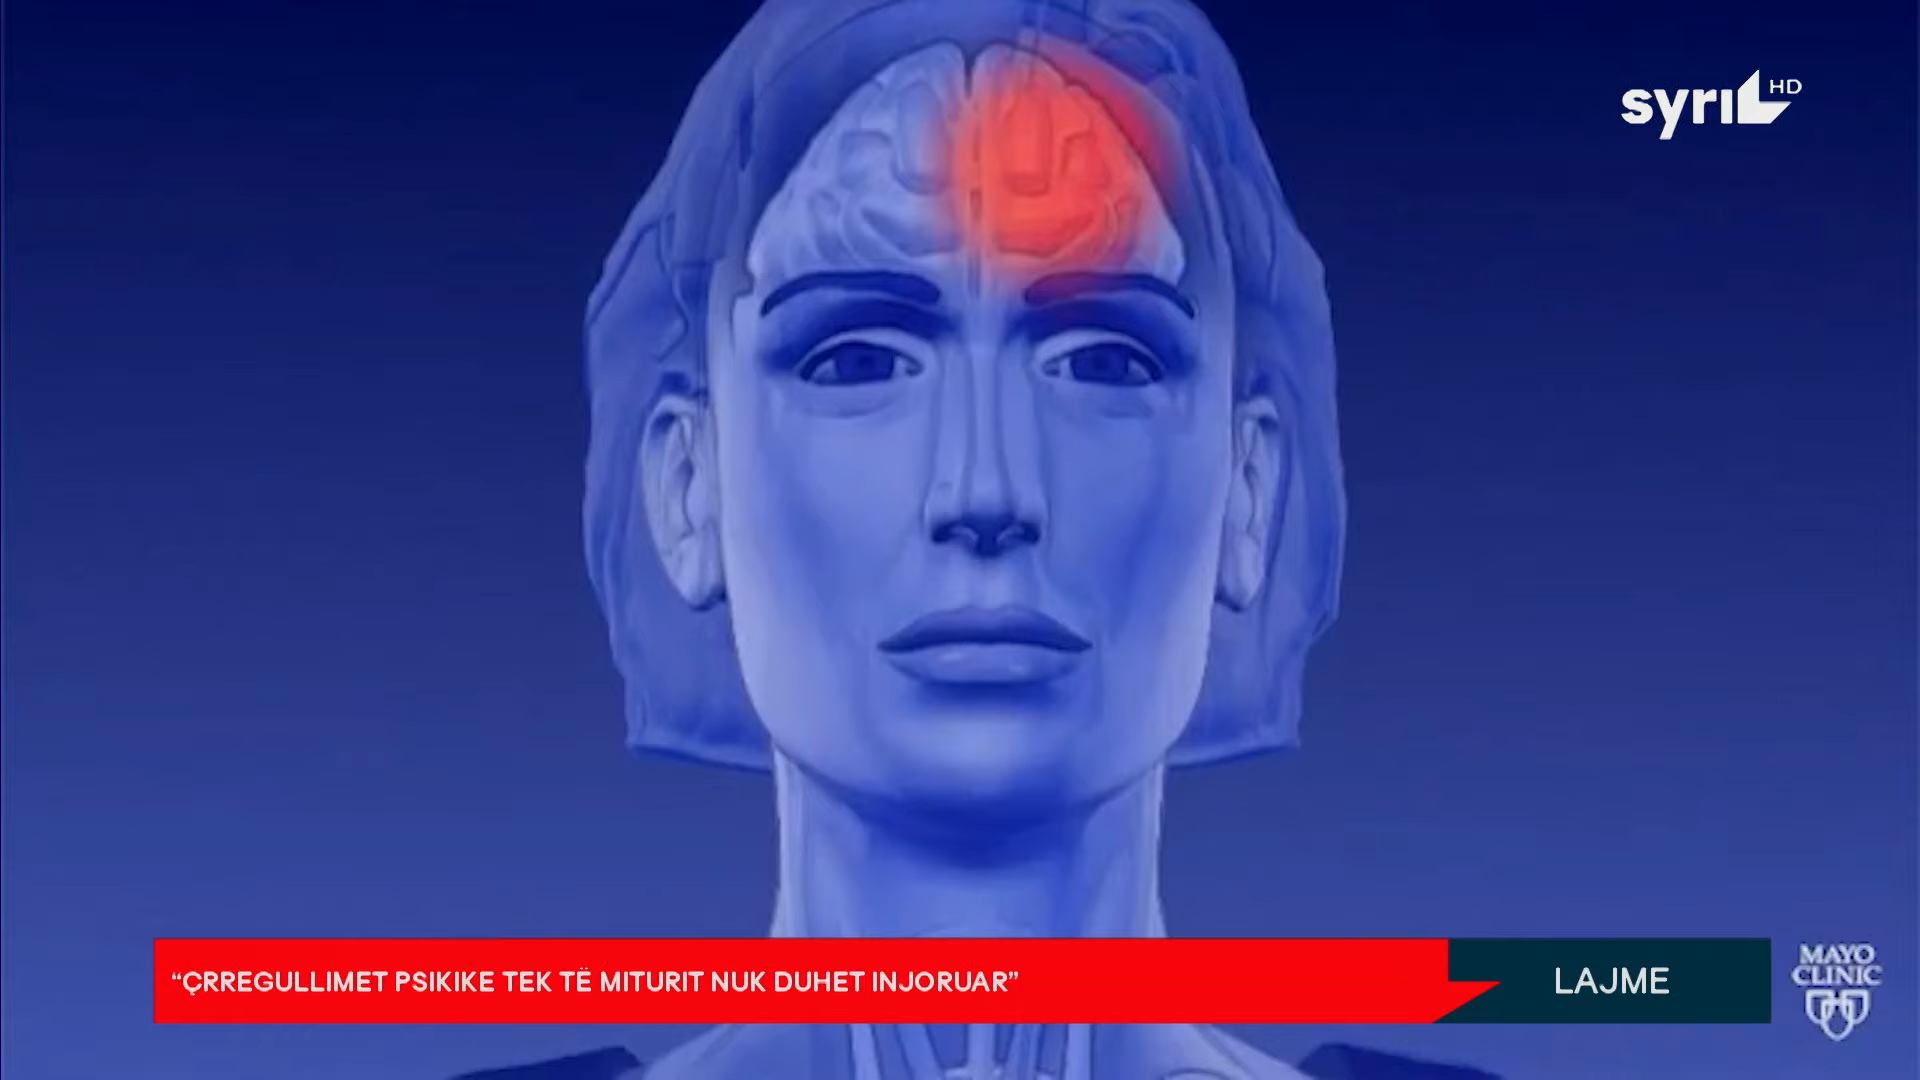 syri HD
“ÇRREGULLIMET PSIKIKE TEK TË MITURIT NUK DUHET INJORUAR”
LAJME
MAYO
CLINIC